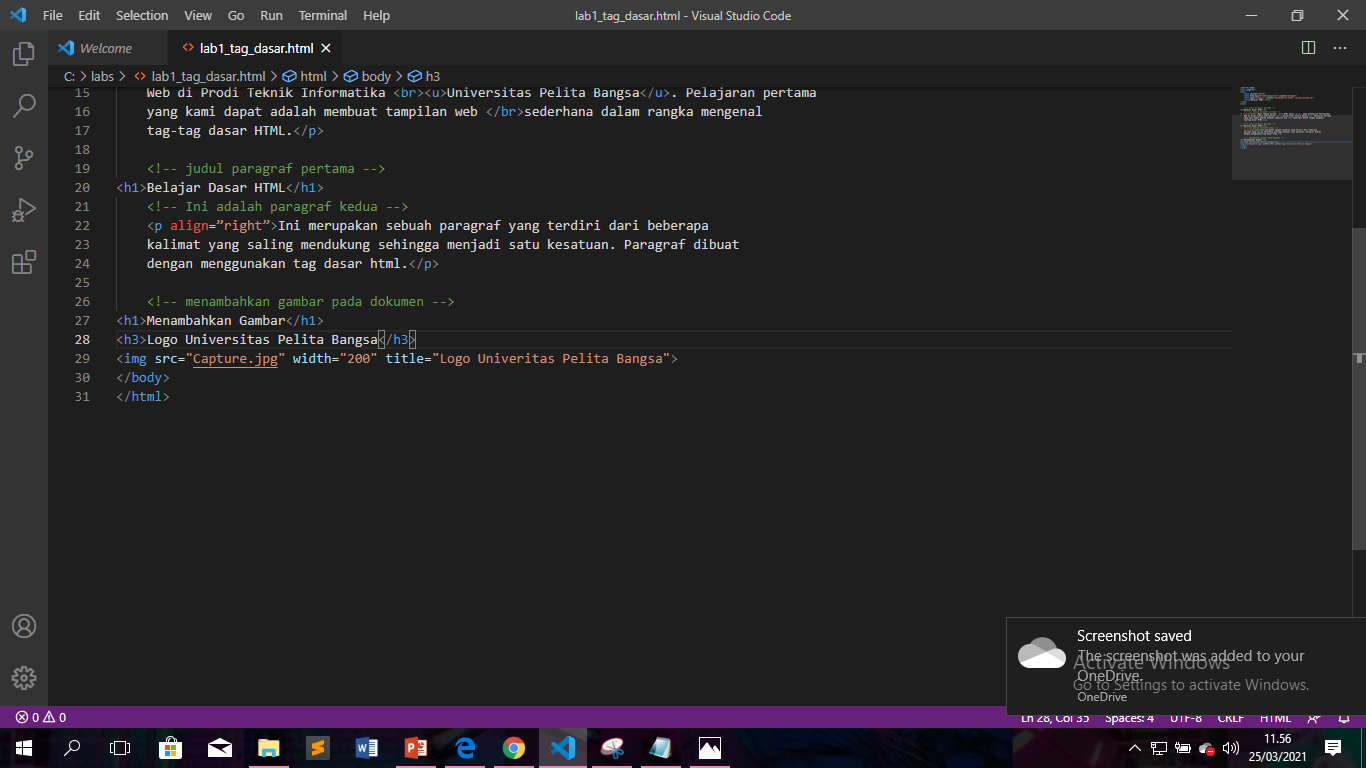 File Edit Selection View Go Run Terminal Help lab1_tag_dasar.html - Visual Studio Code
Welcome lab1_tag_dasar.html
C: > labs > lab1_tag_dasar.html > html > body > h3
15 Web di Prodi Teknik Informatika <br><u>Universitas Pelita Bangsa</u>. Pelajaran pertama
16 yang kami dapat adalah membuat tampilan web </br>sederhana dalam rangka mengenal
17 tag-tag dasar HTML.</p>
18
19 <!-- judul paragraf pertama -->
20 <h1>Belajar Dasar HTML</h1>
21 <!-- Ini adalah paragraf kedua -->
22 <p align=”right”>Ini merupakan sebuah paragraf yang terdiri dari beberapa
23 kalimat yang saling mendukung sehingga menjadi satu kesatuan. Paragraf dibuat
24 dengan menggunakan tag dasar html.</p>
25
26 <!-- menambahkan gambar pada dokumen -->
27 <h1>Menambahkan Gambar</h1>
28 <h3>Logo Universitas Pelita Bangsa</h3>
29 <img src="Capture.jpg" width="200" title="Logo Univeritas Pelita Bangsa">
30 </body>
31 </html>
Screenshot saved
The screenshot was added to your
OneDrive.
OneDrive
Activate Windows
Go to Settings to activate Windows.
0 0 Ln 28, Col 35 Spaces: 4 UTF-8 CRLF HTML
11.56
25/03/2021